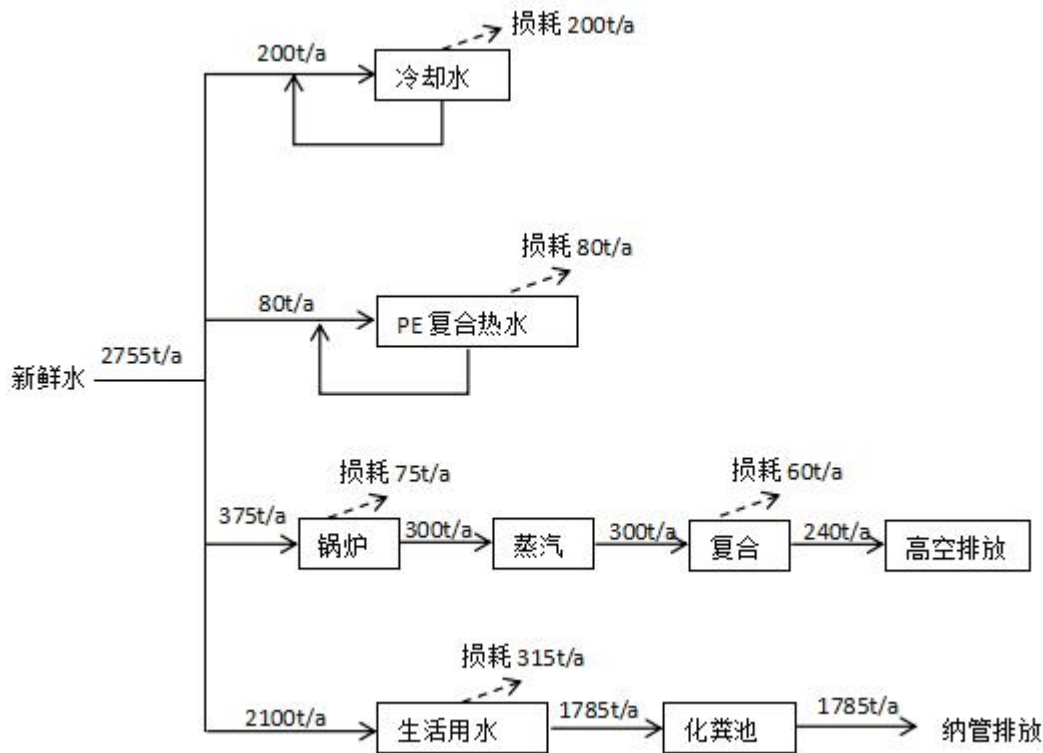 损耗 200t/a
200t/a
冷却水
损耗 80t/a
80t/a
PE 复合热水
2755t/a
新鲜水
损耗 75t/a
损耗 60t/a
375t/a
锅炉
300t/a
蒸汽
300t/a
复合
240t/a
高空排放
损耗 315t/a
2100t/a
生活用水
1785t/a
化粪池
1785t/a
纳管排放